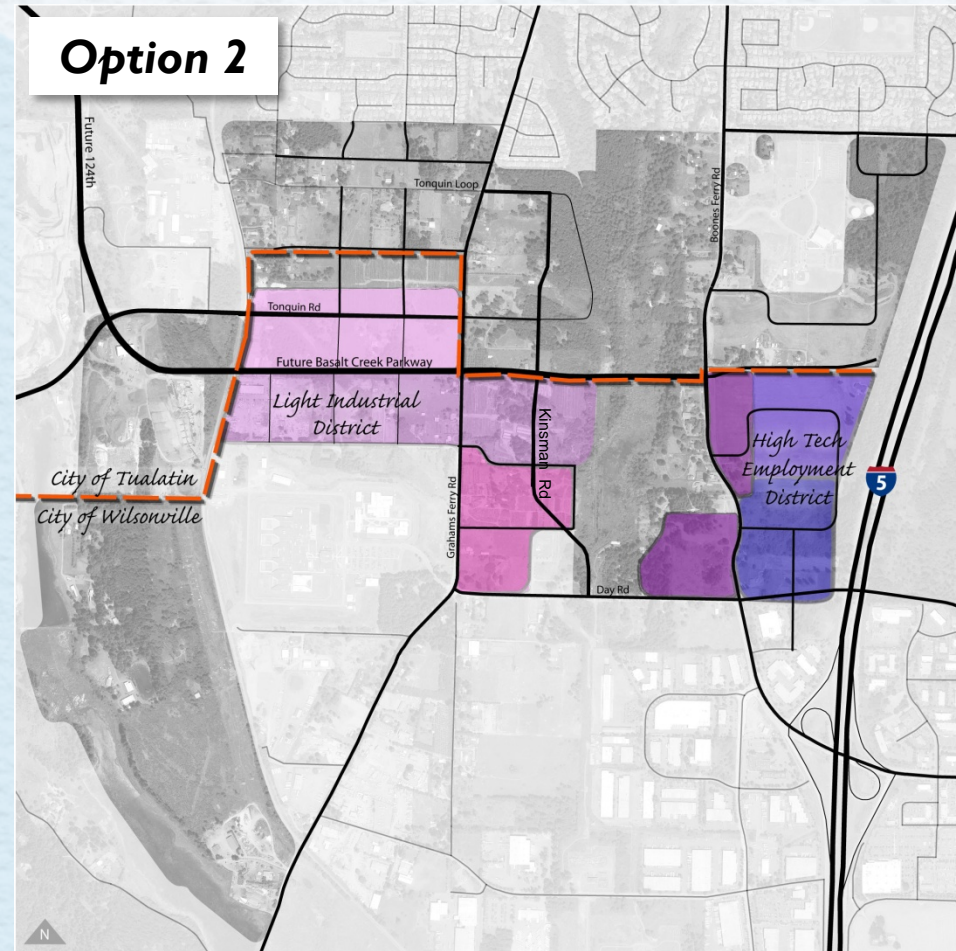 Option 2
Future 124th
Tonquin Loop
Boones Ferry Rd
Tonquin Rd
Future Basalt Creek Parkway
Light Industrial
District
Kinsman Rd
High Tech
Employment
District
City of Tualatin
City of Wilsonville
Grahams Ferry Rd
5
Day Rd
N